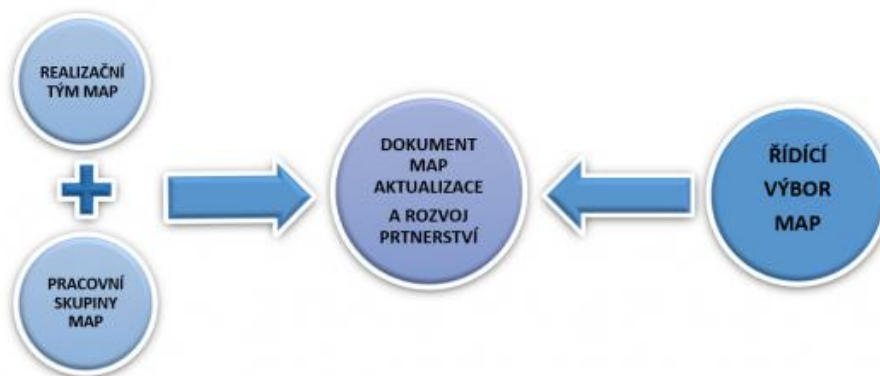 REALIZAČNÍ
TÝM MAP
PRACOVNÍ
SKUPINY
MAP
DOKUMENT
MAP
AKTUALIZACE
A ROZVOJ
PRTNERSTVÍ
ŘÍDÍCÍ
VÝBOR
MAP